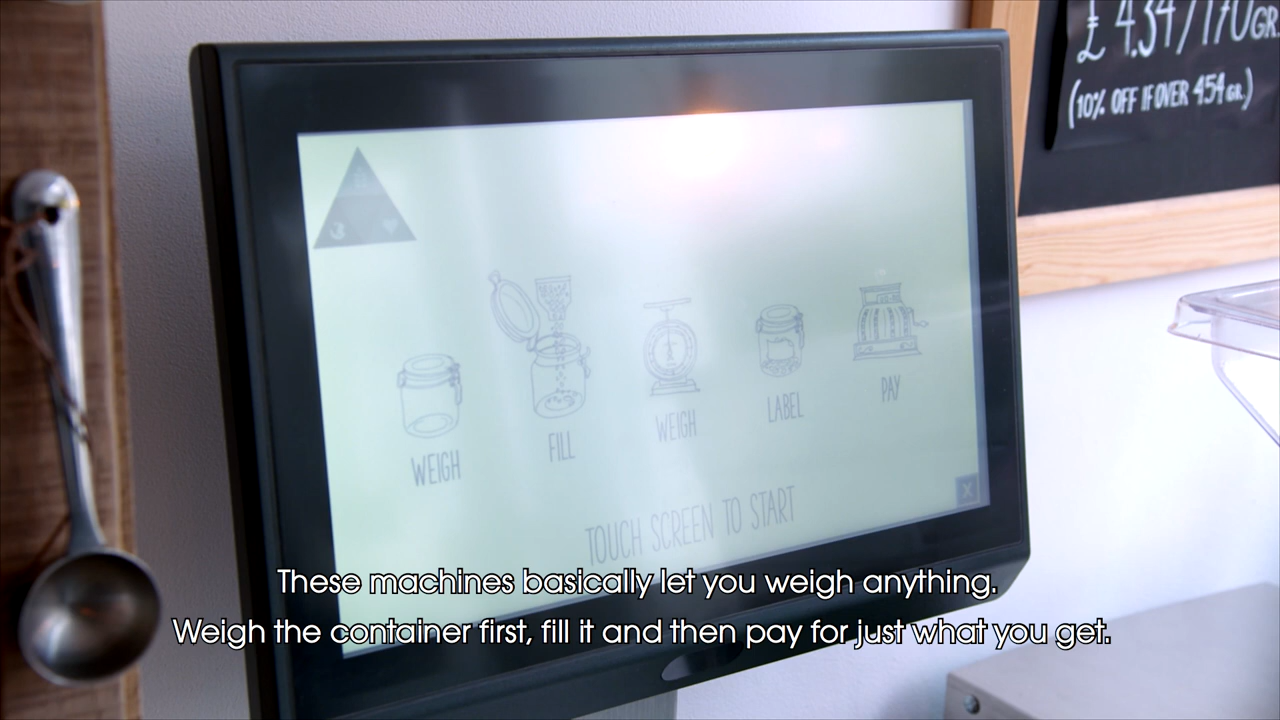 £ 4.34/170GR.
(10% OFF IF OVER 454 GR.)
WEIGH
FILL
WEIGH
LABEL
PAY
X
TOUCH SCREEN TO START
These machines basically let you weigh anything.
Weigh the container first, fill it and then pay for just what you get.